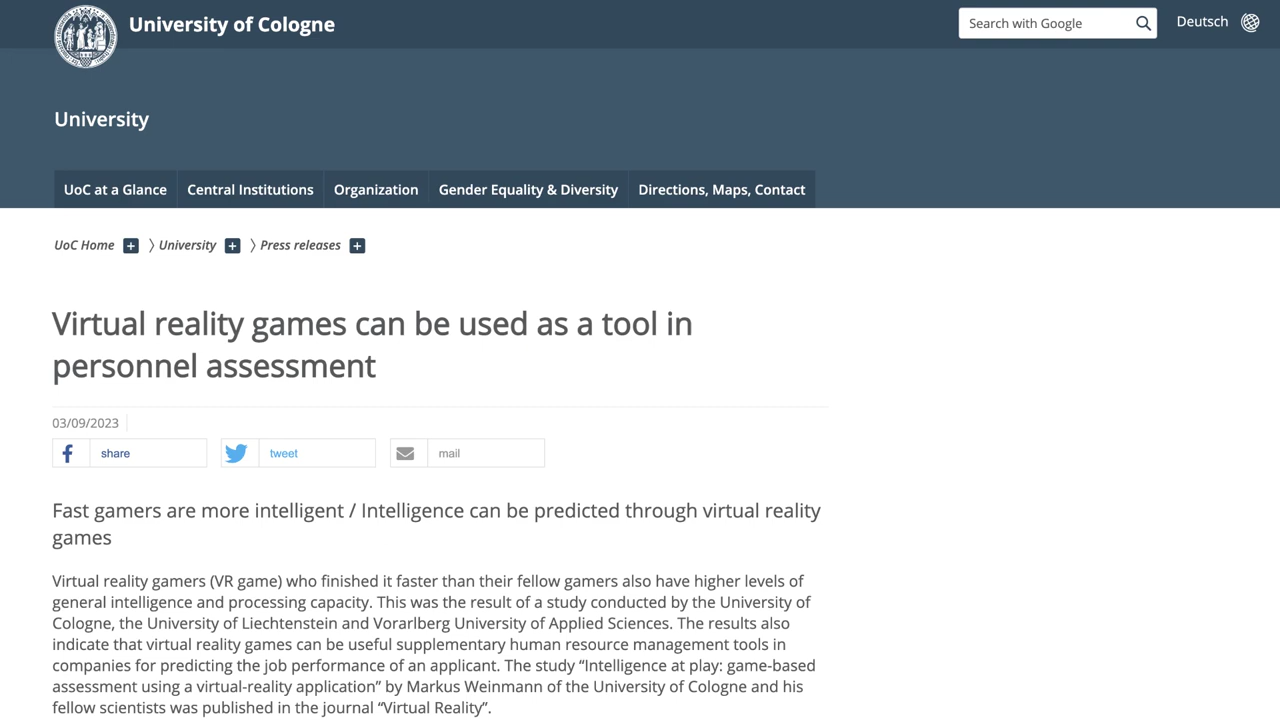 University of Cologne
Search with Google
Deutsch
University
UoC at a Glance
Central Institutions
Organization
Gender Equality & Diversity
Directions, Maps, Contact
UoC Home + 〉University + 〉Press releases +
Virtual reality games can be used as a tool in
personnel assessment
03/09/2023
share
tweet
mail
Fast gamers are more intelligent / Intelligence can be predicted through virtual reality
games
Virtual reality gamers (VR game) who finished it faster than their fellow gamers also have higher levels of
general intelligence and processing capacity. This was the result of a study conducted by the University of
Cologne, the University of Liechtenstein and Vorarlberg University of Applied Sciences. The results also
indicate that virtual reality games can be useful supplementary human resource management tools in
companies for predicting the job performance of an applicant. The study “Intelligence at play: game-based
assessment using a virtual-reality application” by Markus Weinmann of the University of Cologne and his
fellow scientists was published in the journal “Virtual Reality”.